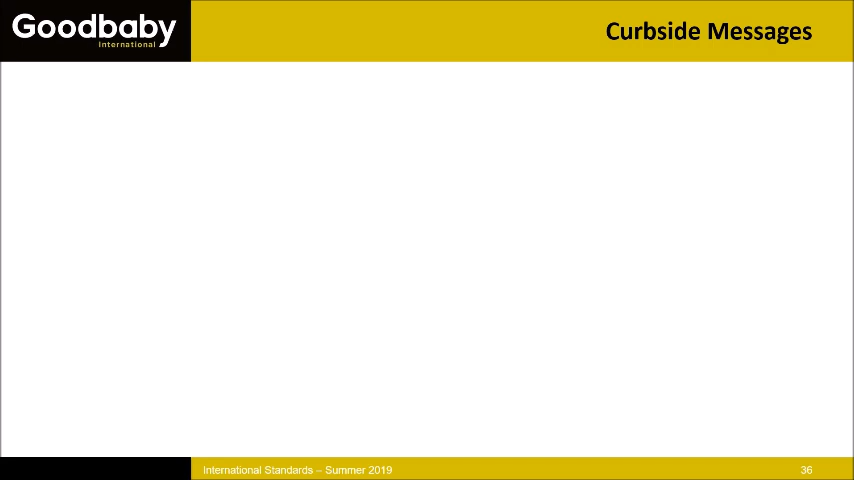 Goodbaby
International
Curbside Messages
International Standards – Summer 2019
36